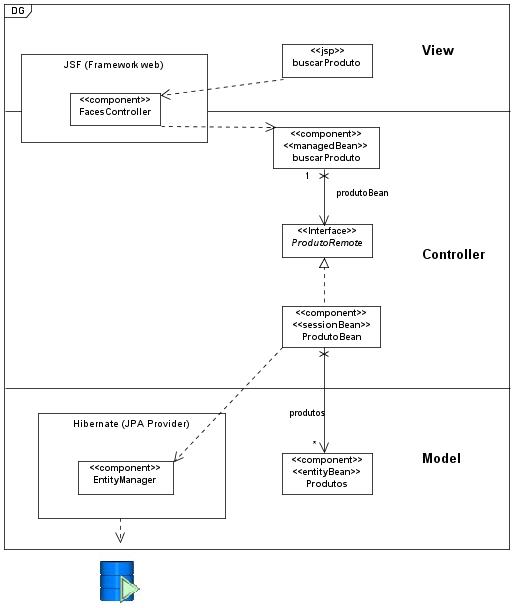 DG
<<jsp>>
buscarProduto
View
JSF (Framework web)
<<component>>
FacesController
<<component>>
<<managedBean>>
buscarProduto
1
produtoBean
<<Interface>>
ProdutoRemote
Controller
<<component>>
<<sessionBean>>
ProdutoBean
produtos
*
Hibernate (JPA Provider)
<<component>>
EntityManager
<<component>>
<<entityBean>>
Produtos
Model